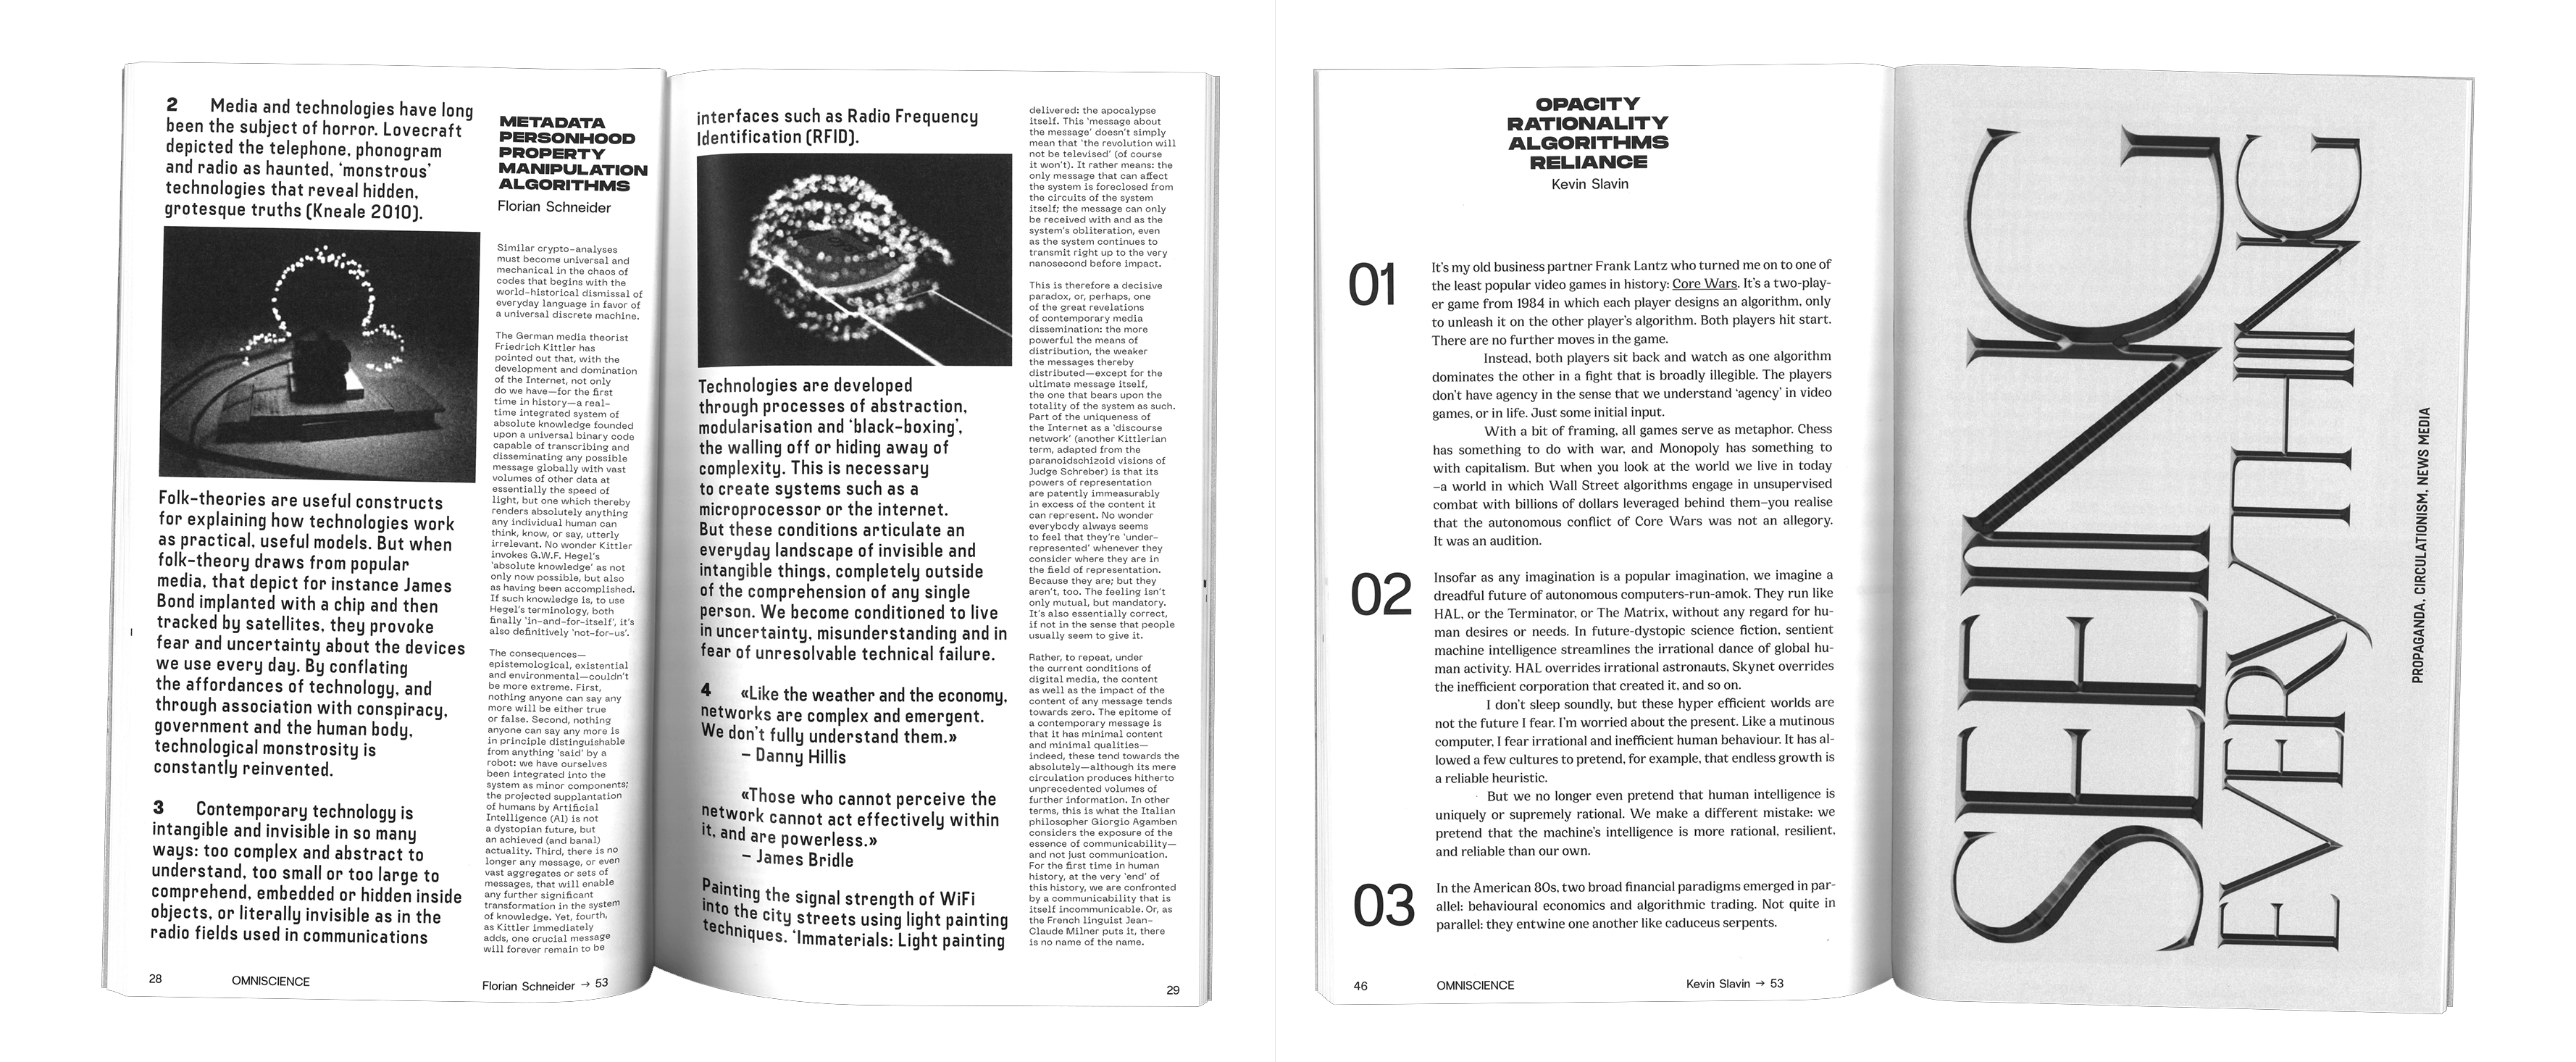 2 Media and technologies have long
been the subject of horror. Lovecraft
depicted the telephone, phonogram
and radio as haunted, ‘monstrous’
technologies that reveal hidden,
grotesque truths (Kneale 2010).
Folk-theories are useful constructs
for explaining how technologies work
as practical, useful models. But when
folk-theory draws from popular
media, that depict for instance James
Bond implanted with a chip and then
tracked by satellites, they provoke
fear and uncertainty about the devices
we use every day. By conflating
the affordances of technology, and
through association with conspiracy,
government and the human body,
technological monstrosity is
constantly reinvented.
3 Contemporary technology is
intangible and invisible in so many
ways: too complex and abstract to
understand, too small or too large to
comprehend, embedded or hidden inside
objects, or literally invisible as in the
radio fields used in communications
METADATA
PERSONHOOD
PROPERTY
MANIPULATION
ALGORITHMS
Florian Schneider
Similar crypto-analyses
must become universal and
mechanical in the chaos of
codes that begins with the
world-historical dismissal of
everyday language in favor of
a universal discrete machine.
The German media theorist
Friedrich Kittler has
pointed out that, with the
development and domination
of the Internet, not only
do we have—for the first
time in history—a real-
time integrated system of
absolute knowledge founded
upon a universal binary code
capable of transcribing and
disseminating any possible
message globally with vast
volumes of other data at
essentially the speed of
light, but one which thereby
renders absolutely anything
any individual human can
think, know, or say, utterly
irrelevant. No wonder Kittler
invokes G.W.F. Hegel's
‘absolute knowledge’ as not
only now possible, but also
as having been accomplished.
If such knowledge is, to use
Hegel's terminology, both
finally ‘in-and-for-itself’, it's
also definitively ‘not-for-us’.
The consequences—
epistemological, existential
and environmental—couldn't
be more extreme. First,
nothing anyone can say any
more will be either true
or false. Second, nothing
anyone can say any more is
in principle distinguishable
from anything ‘said’ by a
robot: we have ourselves
been integrated into the
system as minor components;
the projected supplantation
of humans by Artificial
Intelligence (AI) is not
a dystopian future, but
an achieved (and banal)
actuality. Third, there is no
longer any message, or even
vast aggregates or sets of
messages, that will enable
any further significant
transformation in the system
of knowledge. Yet, fourth,
as Kittler immediately
adds, one crucial message
will forever remain to be
28
OMNISCIENCE
Florian Schneider → 53
interfaces such as Radio Frequency
Identification (RFID).
Technologies are developed
through processes of abstraction,
modularisation and ‘black-boxing’,
the walling off or hiding away of
complexity. This is necessary
to create systems such as a
microprocessor or the internet.
But these conditions articulate an
everyday landscape of invisible and
intangible things, completely outside
of the comprehension of any single
person. We become conditioned to live
in uncertainty, misunderstanding and in
fear of unresolvable technical failure.
4 «Like the weather and the economy,
networks are complex and emergent.
We don't fully understand them.»
– Danny Hillis
«Those who cannot perceive the
network cannot act effectively within
it, and are powerless.»
– James Bridle
Painting the signal strength of WiFi
into the city streets using light painting
techniques. ‘Immaterials: Light painting
delivered: the apocalypse
itself. This ‘message about
the message’ doesn't simply
mean that ‘the revolution will
not be televised’ (of course
it won't). It rather means: the
only message that can affect
the system is foreclosed from
the circuits of the system
itself; the message can only
be received with and as the
system's obliteration, even
as the system continues to
transmit right up to the very
nanosecond before impact.
This is therefore a decisive
paradox, or, perhaps, one
of the great revelations
of contemporary media
dissemination: the more
powerful the means of
distribution, the weaker
the messages thereby
distributed—except for the
ultimate message itself,
the one that bears upon the
totality of the system as such.
Part of the uniqueness of
the Internet as a ‘discourse
network’ (another Kittlerian
term, adapted from the
paranoidschizoid visions of
Judge Schreber) is that its
powers of representation
are patently immeasurably
in excess of the content it
can represent. No wonder
everybody always seems
to feel that they're ‘under-
represented’ whenever they
consider where they are in
the field of representation.
Because they are; but they
aren't, too. The feeling isn't
only mutual, but mandatory.
It's also essentially correct,
if not in the sense that people
usually seem to give it.
Rather, to repeat, under
the current conditions of
digital media, the content
as well as the impact of the
content of any message tends
towards zero. The epitome of
a contemporary message is
that it has minimal content
and minimal qualities—
indeed, these tend towards the
absolutely—although its mere
circulation produces hitherto
unprecedented volumes of
further information. In other
terms, this is what the Italian
philosopher Giorgio Agamben
considers the exposure of the
essence of communicability—
and not just communication.
For the first time in human
history, at the very ‘end’ of
this history, we are confronted
by a communicability that is
itself incommunicable. Or, as
the French linguist Jean-
Claude Milner puts it, there
is no name of the name.
29
OPACITY
RATIONALITY
ALGORITHMS
RELIANCE
Kevin Slavin
01
It's my old business partner Frank Lantz who turned me on to one of
the least popular video games in history: Core Wars. It's a two-play-
er game from 1984 in which each player designs an algorithm, only
to unleash it on the other player's algorithm. Both players hit start.
There are no further moves in the game.
Instead, both players sit back and watch as one algorithm
dominates the other in a fight that is broadly illegible. The players
don't have agency in the sense that we understand ‘agency’ in video
games, or in life. Just some initial input.
With a bit of framing, all games serve as metaphor. Chess
has something to do with war, and Monopoly has something to
with capitalism. But when you look at the world we live in today
–a world in which Wall Street algorithms engage in unsupervised
combat with billions of dollars leveraged behind them–you realise
that the autonomous conflict of Core Wars was not an allegory.
It was an audition.
02
Insofar as any imagination is a popular imagination, we imagine a
dreadful future of autonomous computers-run-amok. They run like
HAL, or the Terminator, or The Matrix, without any regard for hu-
man desires or needs. In future-dystopic science fiction, sentient
machine intelligence streamlines the irrational dance of global hu-
man activity. HAL overrides irrational astronauts, Skynet overrides
the inefficient corporation that created it, and so on.
I don't sleep soundly, but these hyper efficient worlds are
not the future I fear. I'm worried about the present. Like a mutinous
computer, I fear irrational and inefficient human behaviour. It has al-
lowed a few cultures to pretend, for example, that endless growth is
a reliable heuristic.
But we no longer even pretend that human intelligence is
uniquely or supremely rational. We make a different mistake: we
pretend that the machine's intelligence is more rational, resilient,
and reliable than our own.
03
In the American 80s, two broad financial paradigms emerged in par-
allel: behavioural economics and algorithmic trading. Not quite in
parallel: they entwine one another like caduceus serpents.
46
OMNISCIENCE
Kevin Slavin → 53
SEEING
EVERYTHING
PROPAGANDA, CIRCULATIONISM, NEWS MEDIA